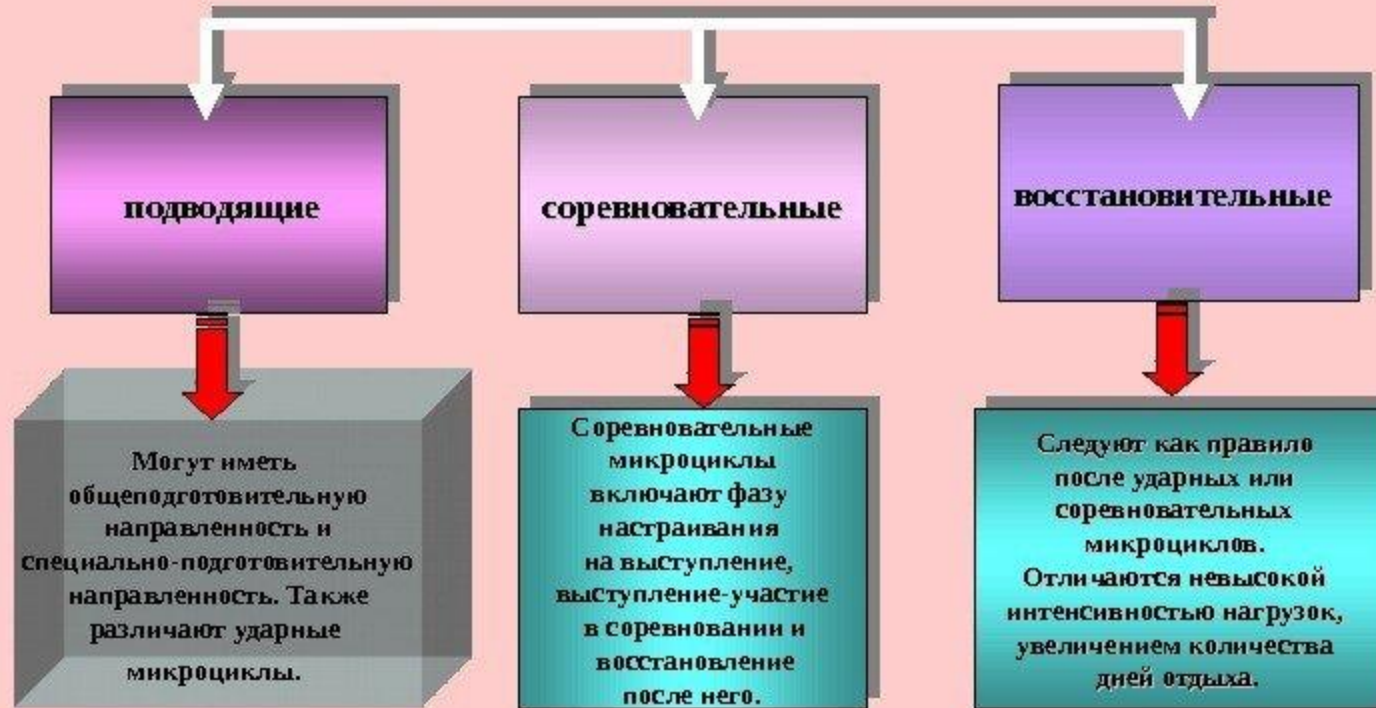 подводящие
соревновательные
восстановительные
Могут иметь
общеподготовительную
направленность и
специально-подготовительную
направленность. Также
различают ударные
микроциклы.
Соревновательные
микроциклы
включают фазу
настраивания
на выступление,
выступление-участие
в соревновании и
восстановление
после него.
Следуют как правило
после ударных или
соревновательных
микроциклов.
Отличаются невысокой
интенсивностью нагрузок,
увеличением количества
дней отдыха.